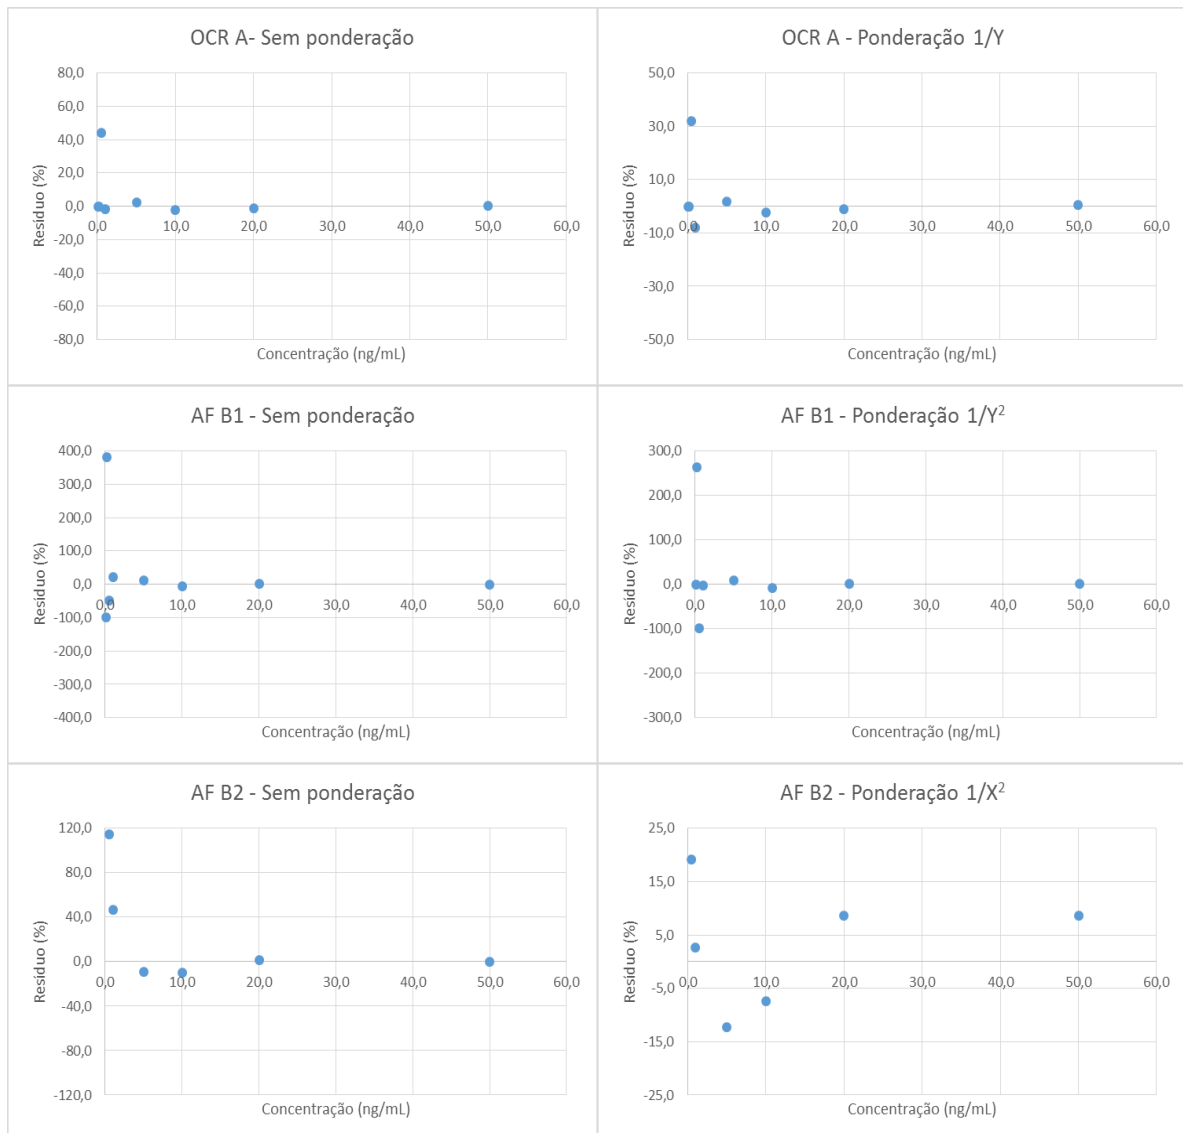 OCR A- Sem ponderação
80,0
60,0
40,0
20,0
0,0
-20,0
-40,0
-60,0
-80,0
0,0 10,0 20,0 30,0 40,0 50,0 60,0
Resíduo (%)
Concentração (ng/mL)
OCR A - Ponderação 1/Y
50,0
30,0
10,0
-10,0
-30,0
-50,0
0,0 10,0 20,0 30,0 40,0 50,0 60,0
Resíduo (%)
Concentração (ng/mL)
AF B1 - Sem ponderação
400,0
300,0
200,0
100,0
0,0
-100,0
-200,0
-300,0
-400,0
0,0 10,0 20,0 30,0 40,0 50,0 60,0
Resíduo (%)
Concentração (ng/mL)
AF B1 - Ponderação 1/Y²
300,0
200,0
100,0
0,0
-100,0
-200,0
-300,0
0,0 10,0 20,0 30,0 40,0 50,0 60,0
Resíduo (%)
Concentração (ng/mL)
AF B2 - Sem ponderação
120,0
80,0
40,0
0,0
-40,0
-80,0
-120,0
0,0 10,0 20,0 30,0 40,0 50,0 60,0
Resíduo (%)
Concentração (ng/mL)
AF B2 - Ponderação 1/X²
25,0
15,0
5,0
-5,0
-15,0
-25,0
0,0 10,0 20,0 30,0 40,0 50,0 60,0
Resíduo (%)
Concentração (ng/mL)